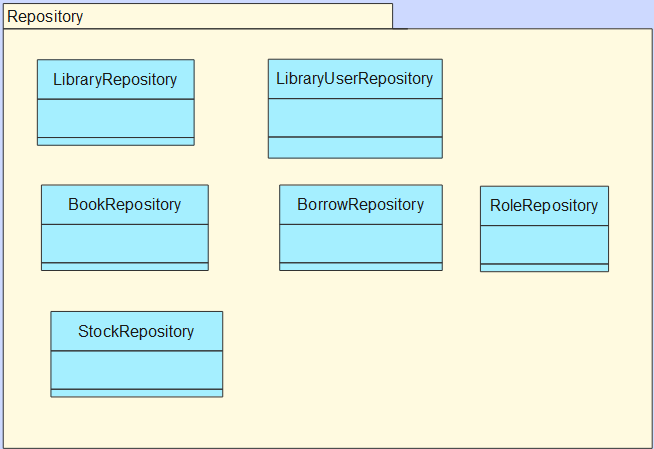 Repository
LibraryRepository
LibraryUserRepository
BookRepository
BorrowRepository
RoleRepository
StockRepository